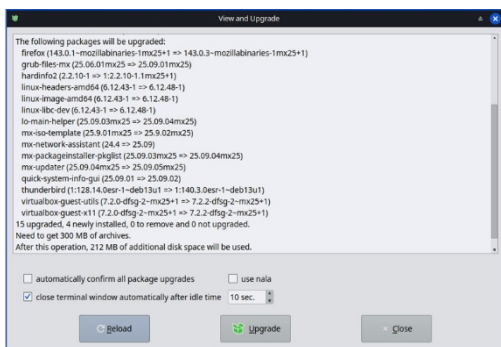 View and Upgrade
The following packages will be upgraded:
firefox (143.0.1~mozillabinaries-1mx25+1 => 143.0.3~mozillabinaries-1mx25+1)
grub-files-mx (25.06.01mx25 => 25.09.01mx25)
hardinfo2 (2.2.10-1 => 1:2.2.10-1.1mx25+1)
linux-headers-amd64 (6.12.43-1 => 6.12.48-1)
linux-image-amd64 (6.12.43-1 => 6.12.48-1)
linux-libc-dev (6.12.43-1 => 6.12.48-1)
lo-main-helper (25.09.03mx25 => 25.09.04mx25)
mx-iso-template (25.9.01mx25 => 25.9.02mx25)
mx-network-assistant (24.4 => 25.09)
mx-packageinstaller-pkglist (25.09.03mx25 => 25.09.04mx25)
mx-updater (25.09.04mx25 => 25.09.05mx25)
quick-system-info-gui (25.09.01 => 25.09.02)
thunderbird (1:128.14.0esr-1~deb13u1 => 1:140.3.0esr-1~deb13u1)
virtualbox-guest-utils (7.2.0-dfsg-2~mx25+1 => 7.2.2-dfsg-2~mx25+1)
virtualbox-guest-x11 (7.2.0-dfsg-2~mx25+1 => 7.2.2-dfsg-2~mx25+1)
15 upgraded, 4 newly installed, 0 to remove and 0 not upgraded.
Need to get 300 MB of archives.
After this operation, 212 MB of additional disk space will be used.
automatically confirm all package upgrades use nala
close terminal window automatically after idle time 10 sec.
Reload Upgrade Close